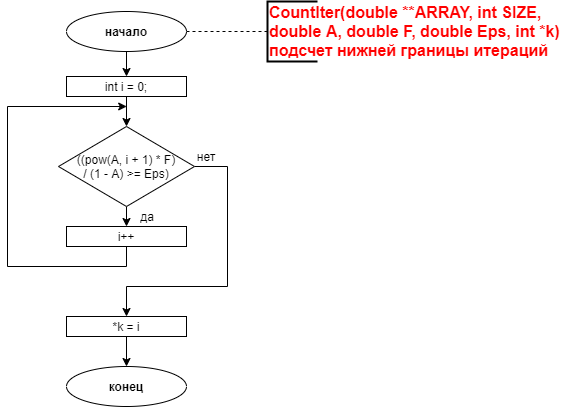 начало
CountIter(double **ARRAY, int SIZE,
double A, double F, double Eps, int *k)
подсчет нижней границы итераций
int i = 0;
((pow(A, i + 1) * F)
/ (1 - A) >= Eps)
нет
да
i++
*k = i
конец